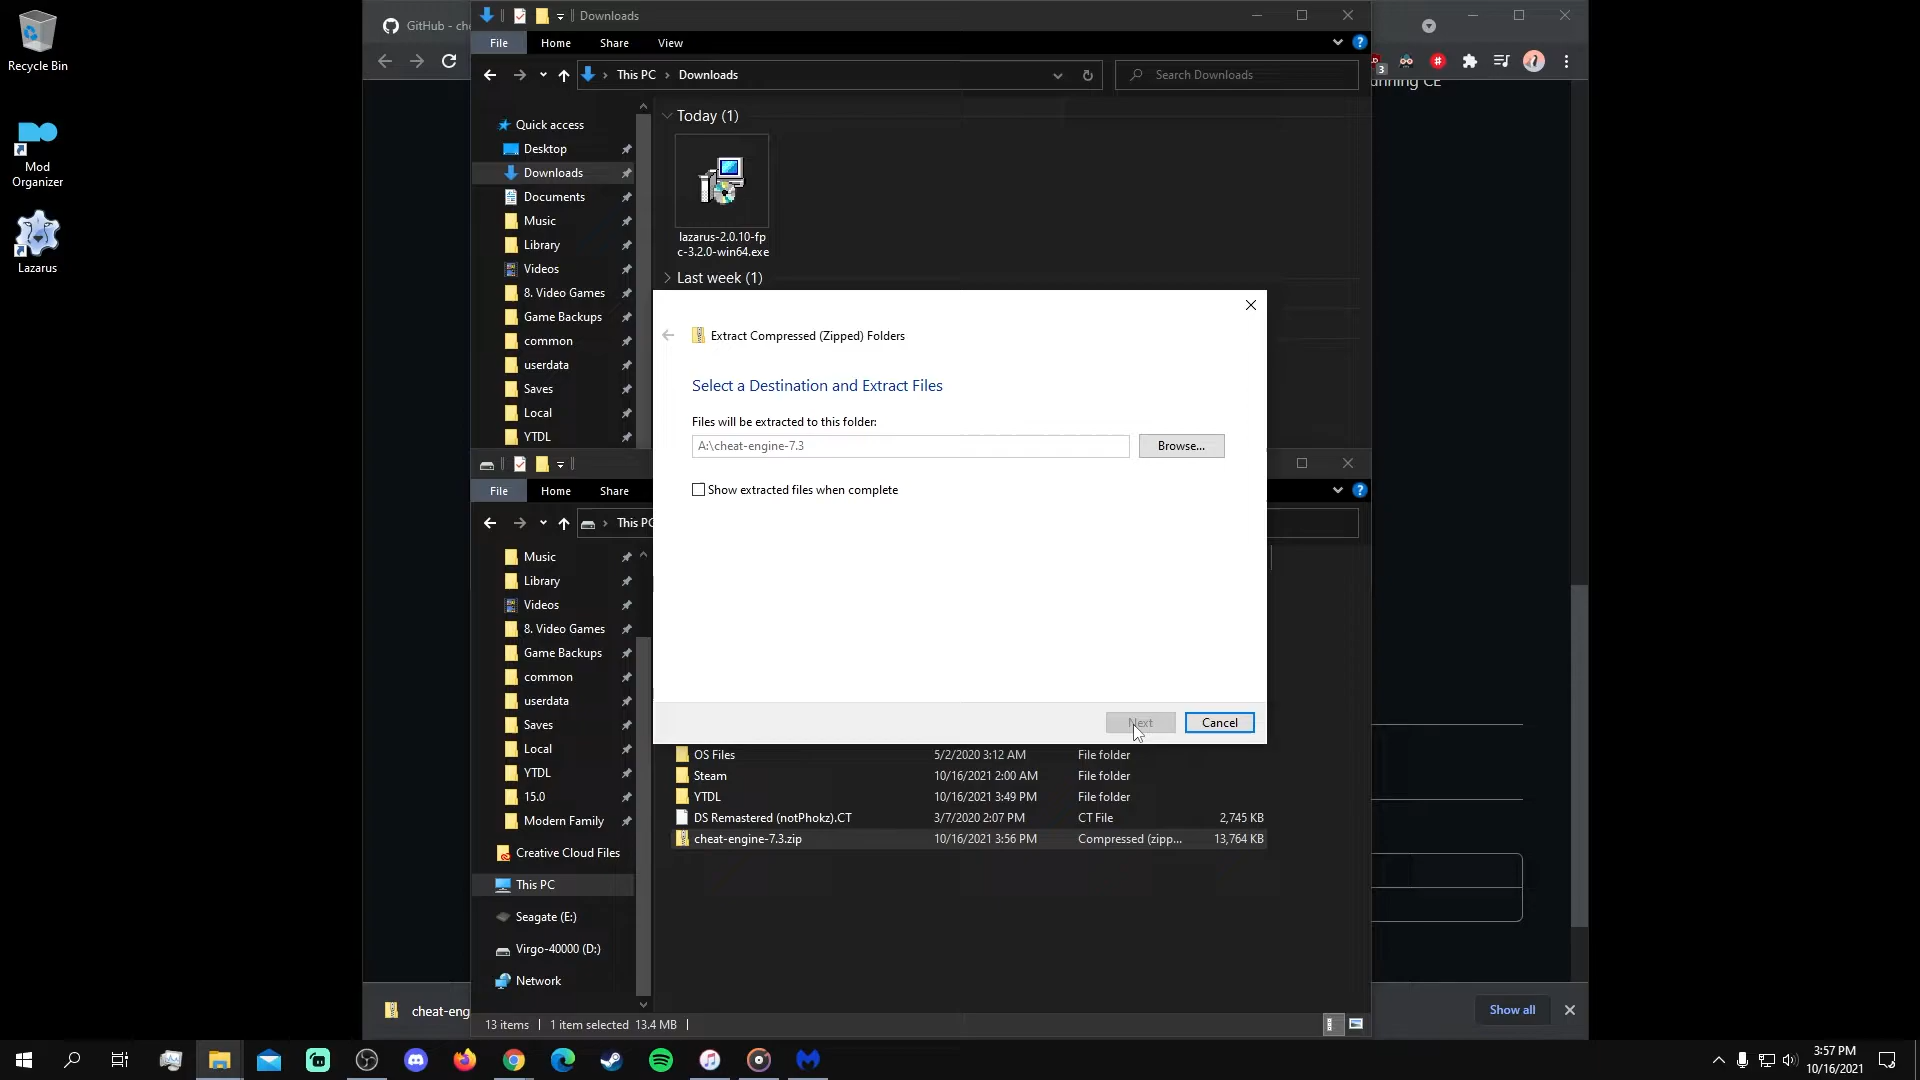 Recycle Bin
Mod
Organizer
Lazarus
GitHub - che
Downloads
File
Home
Share
View
This PC
Downloads
Search Downloads
3
unning CE
Quick access
Desktop
Downloads
Documents
Music
Library
Videos
8. Video Games
Game Backups
common
userdata
Saves
Local
YTDL
Today (1)
lazarus-2.0.10-fp
c-3.2.0-win64.exe
Last week (1)
Extract Compressed (Zipped) Folders
Select a Destination and Extract Files
Files will be extracted to this folder:
A:\cheat-engine-7.3
Browse...
Show extracted files when complete
Next
Cancel
File
Home
Share
This PC
Music
Library
Videos
8. Video Games
Game Backups
common
userdata
Saves
Local
YTDL
15.0
Modern Family
Creative Cloud Files
This PC
Seagate (E:)
Virgo-40000 (D:)
Network
OS Files 5/2/2020 3:12 AM File folder
Steam 10/16/2021 2:00 AM File folder
YTDL 10/16/2021 3:49 PM File folder
DS Remastered (notPhokz).CT 3/7/2020 2:07 PM CT File 2,745 KB
cheat-engine-7.3.zip 10/16/2021 3:56 PM Compressed (zipp... 13,764 KB
13 items
1 item selected 13.4 MB
cheat-eng
Show all
3:57 PM
10/16/2021